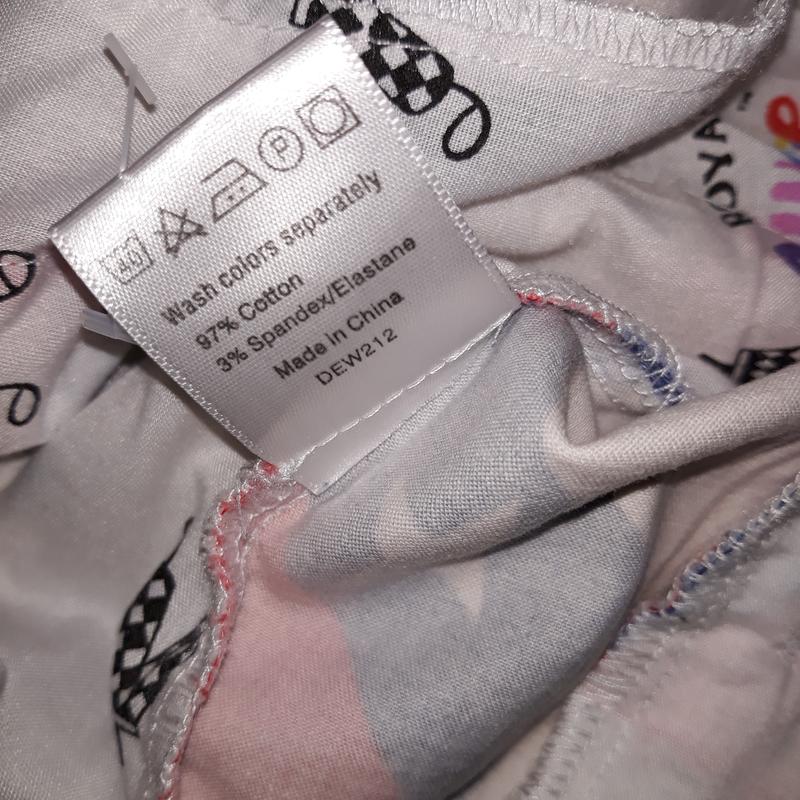 40 P
Wash colors separately
97% Cotton
3% Spandex/Elastane
Made in China
DEW212